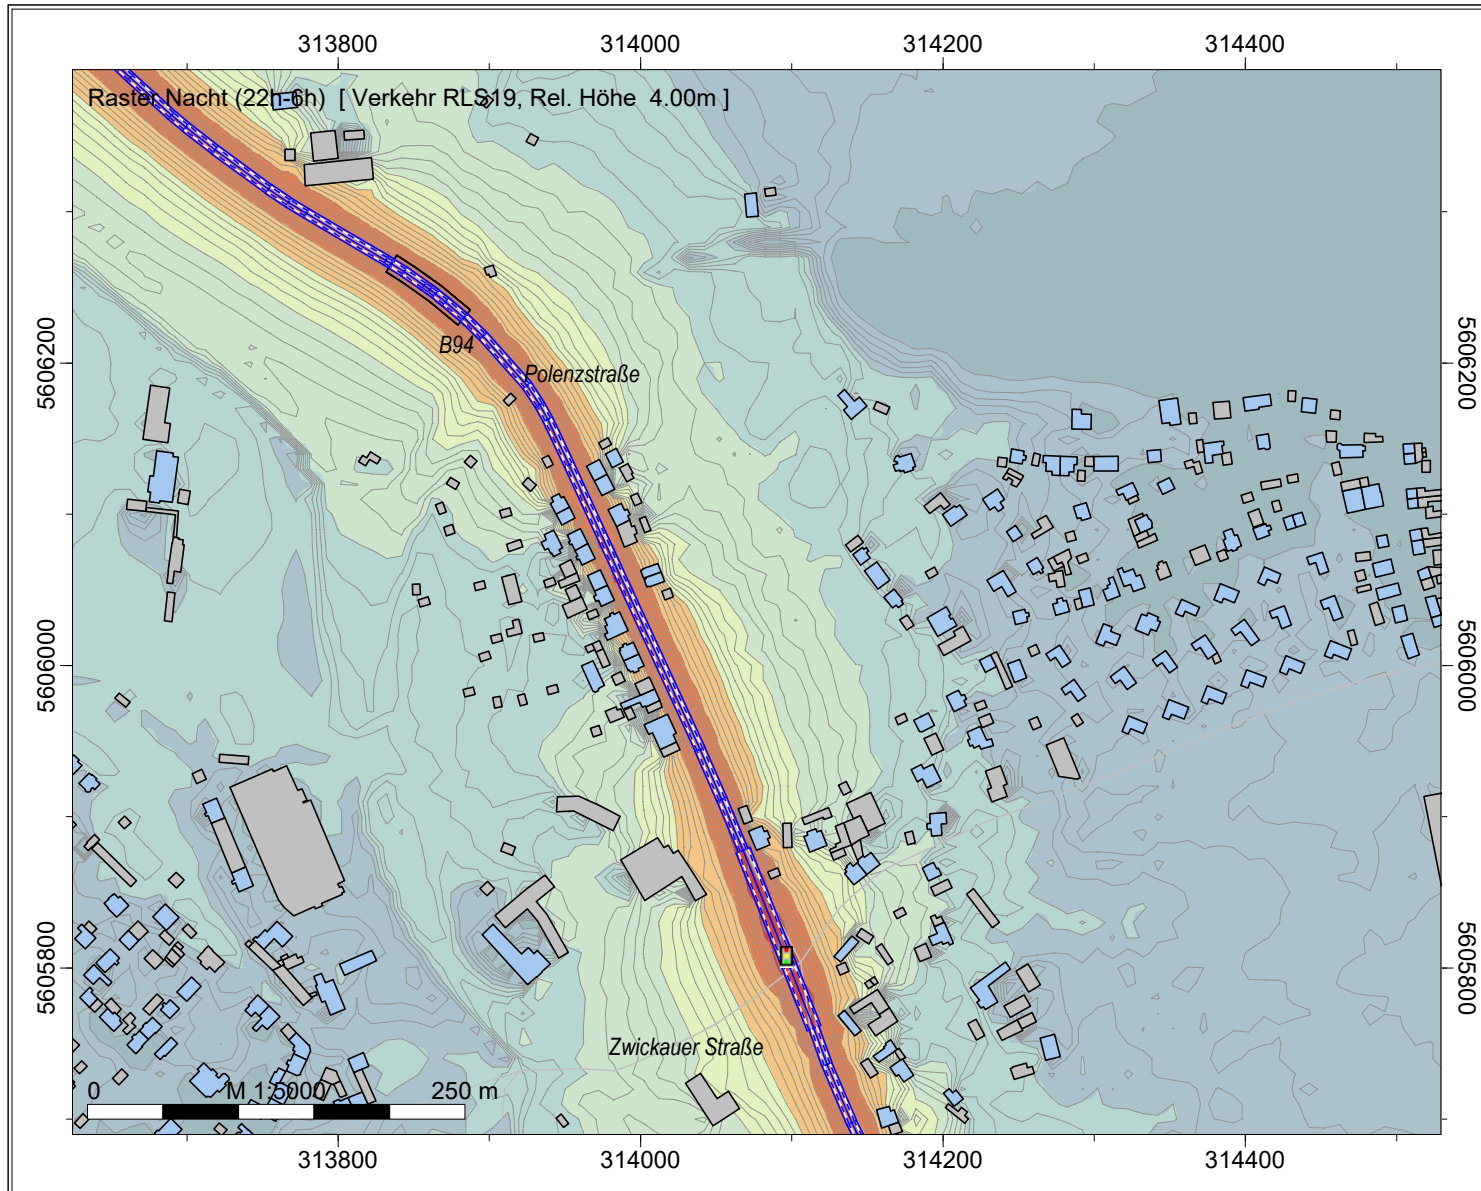 313800 314000 314200 314400
Raster Nacht (22h-6h) [ Verkehr RLS19, Rel. Höhe 4.00m ]
5606200 5606200
B94
Polenzstraße
5606000 5606000
5605800 5605800
Zwickauer Straße
0 M 1:5000 250 m
313800 314000 314200 314400